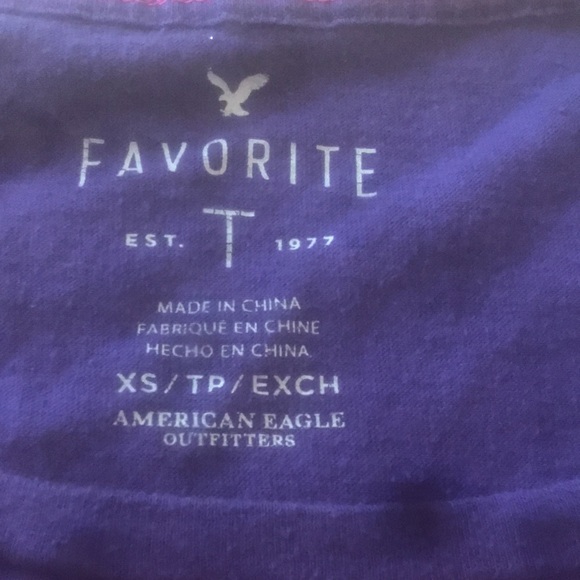 FAVORITE
EST. T 1977
MADE IN CHINA
FABRIQUÉ EN CHINE
HECHO EN CHINA
XS/TP/EXCH
AMERICAN EAGLE
OUTFITTERS